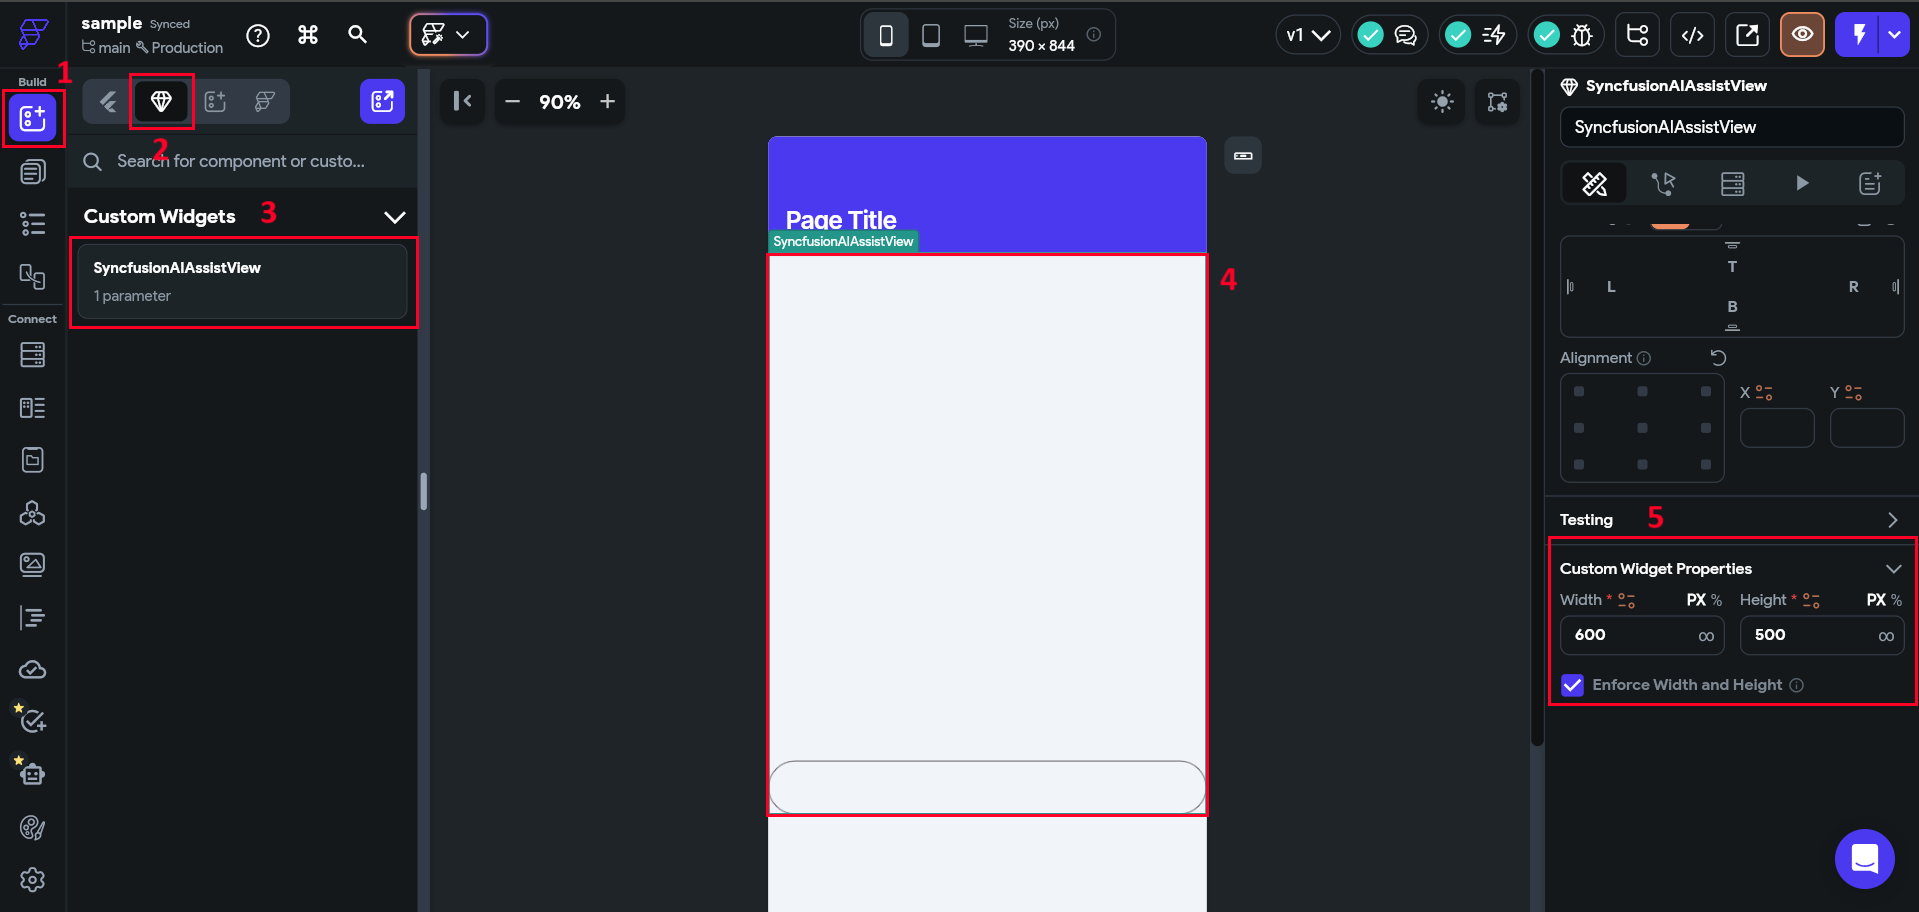 sample Synced
main Production
Size (px)
390 × 844
v1
Build
1
2
Search for component or custo...
90%
Custom Widgets 3
SyncfusionAIAssistView
1 parameter
Connect
Page Title
SyncfusionAIAssistView
4
SyncfusionAIAssistView
SyncfusionAIAssistView
T
L R
B
Alignment
X Y
Testing 5
Custom Widget Properties
Width * PX % Height * PX %
600 ∞ 500 ∞
Enforce Width and Height